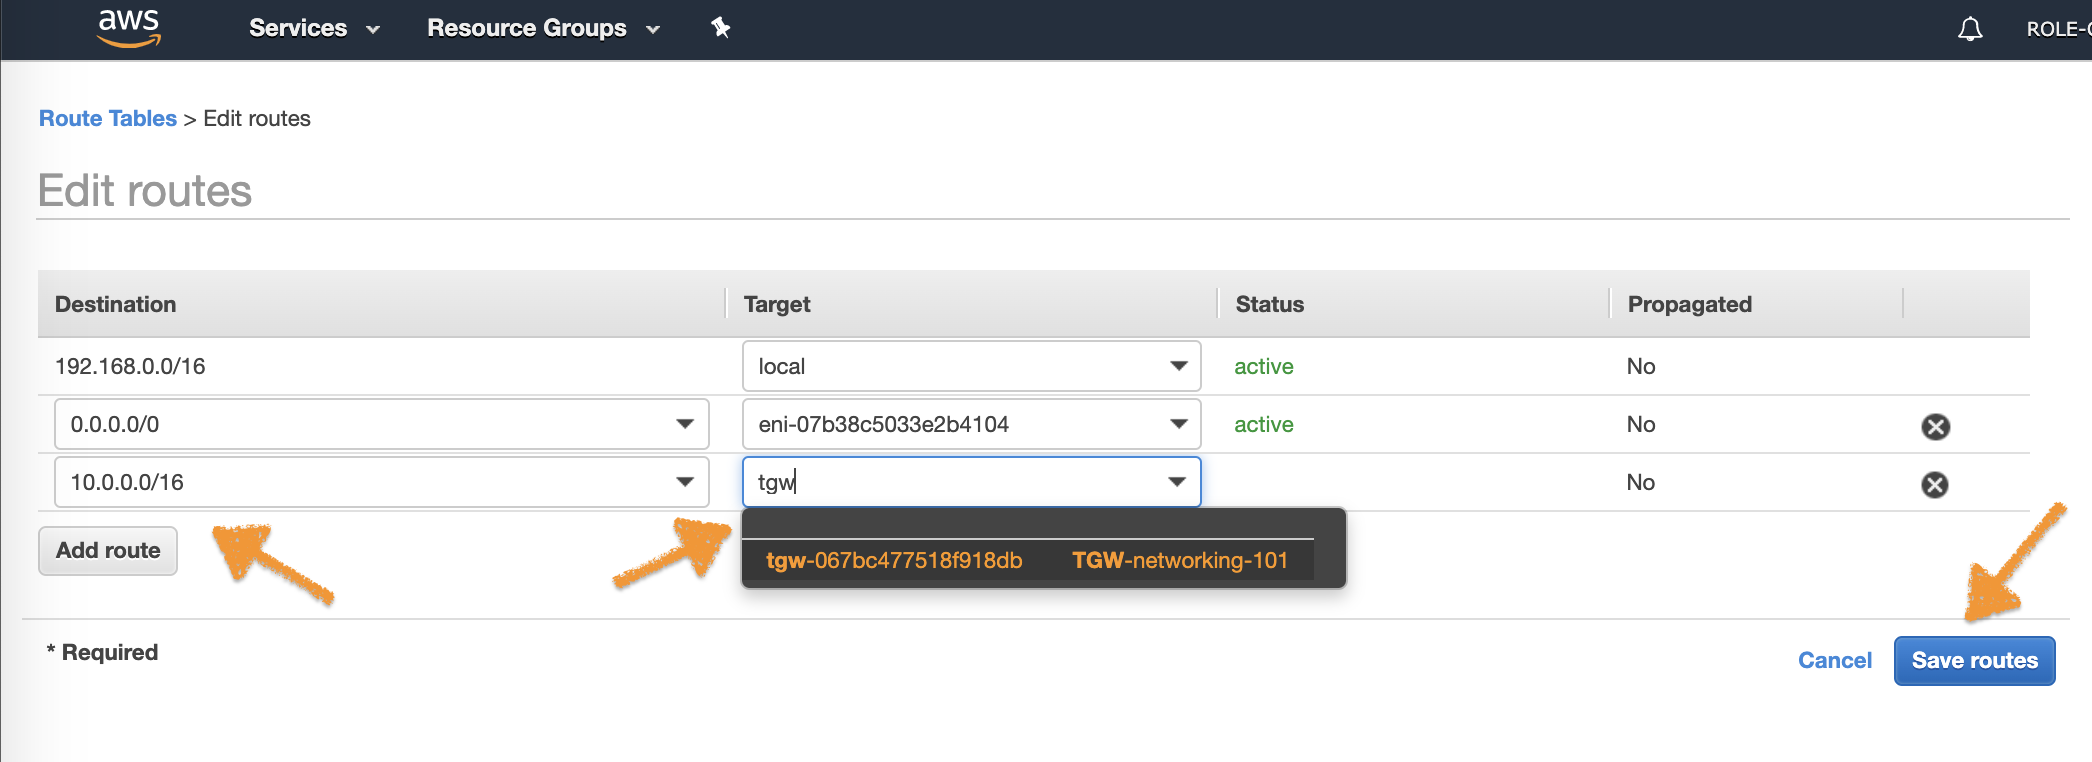 aws Services Resource Groups ROLE-
Route Tables > Edit routes
Edit routes
Destination Target Status Propagated
192.168.0.0/16 local active No
0.0.0.0/0 eni-07b38c5033e2b4104 active No
10.0.0.0/16 tgw No
Add route
tgw-067bc477518f918db TGW-networking-101
* Required
Cancel Save routes